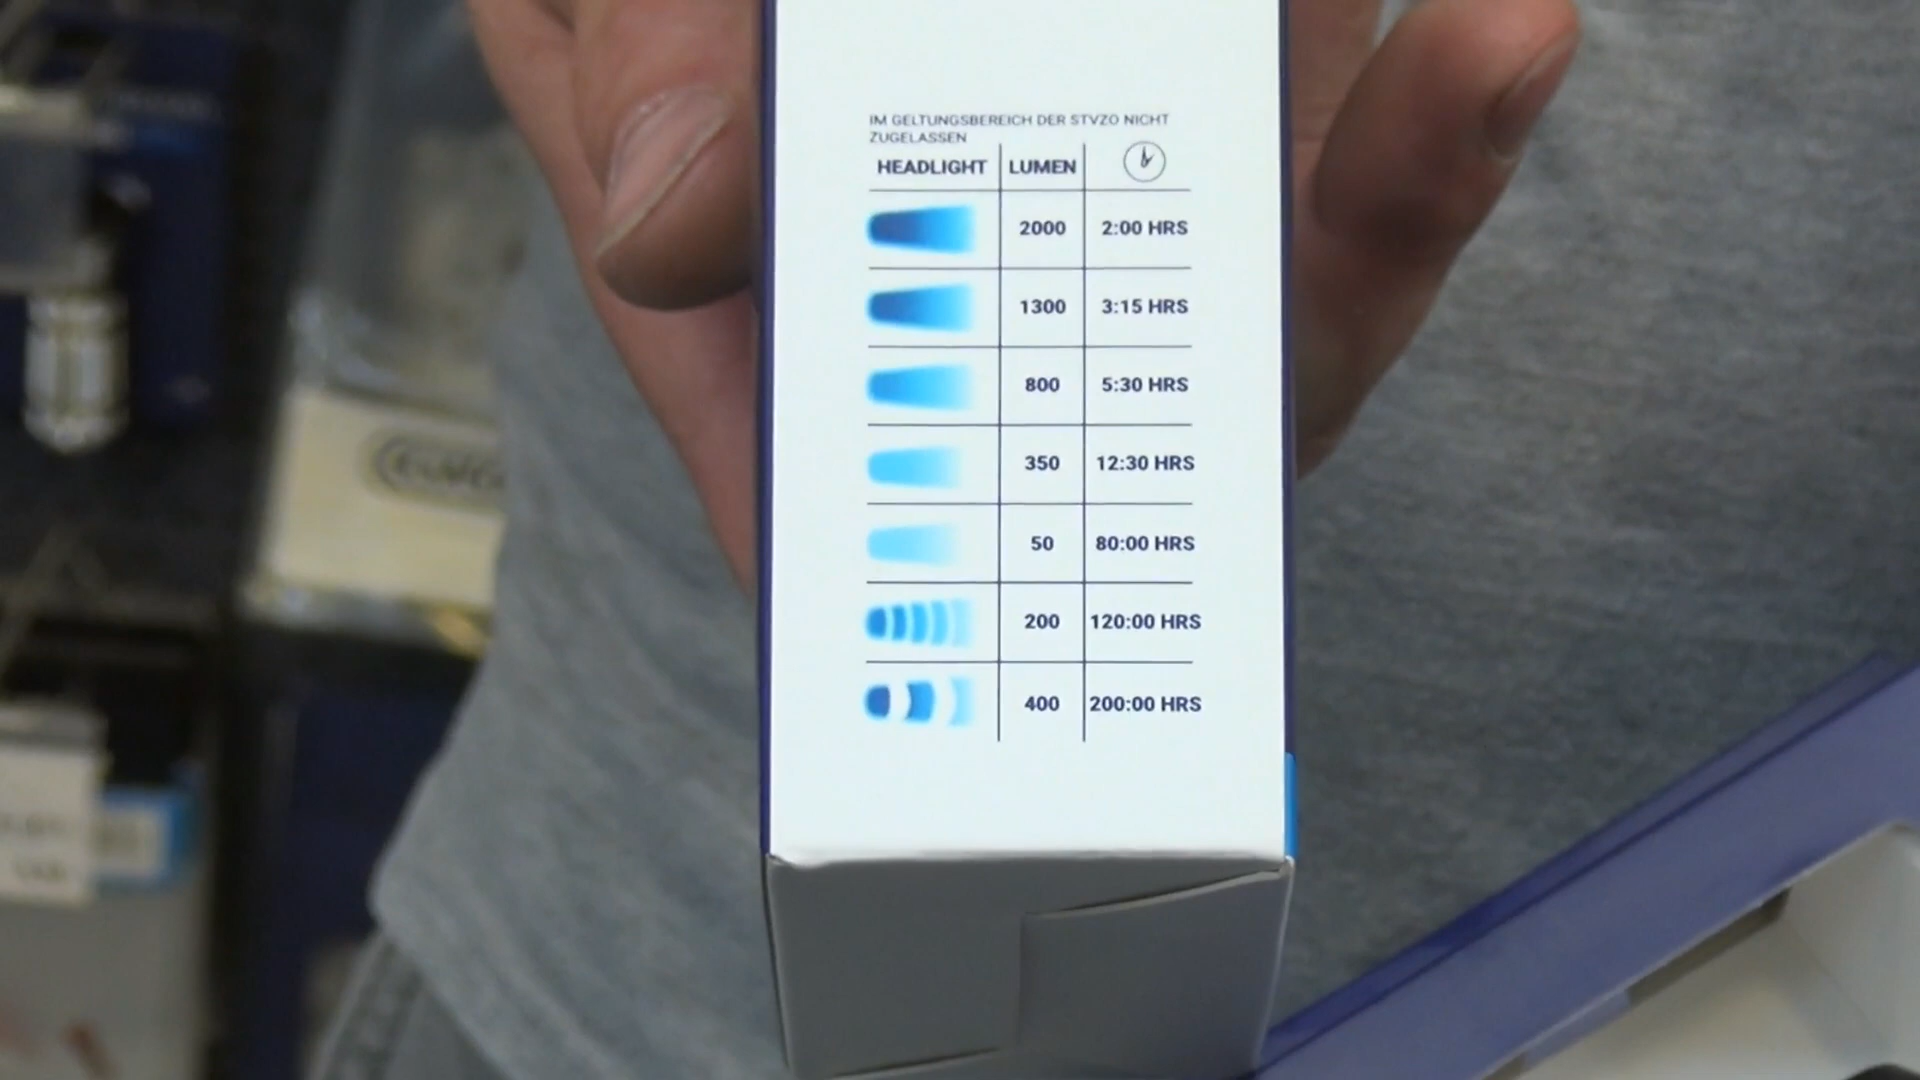 IM GELTUNGSBEREICH DER STVZO NICHT
ZUGELASSEN
HEADLIGHT LUMEN
2000 2:00 HRS
1300 3:15 HRS
800 5:30 HRS
350 12:30 HRS
50 80:00 HRS
200 120:00 HRS
400 200:00 HRS